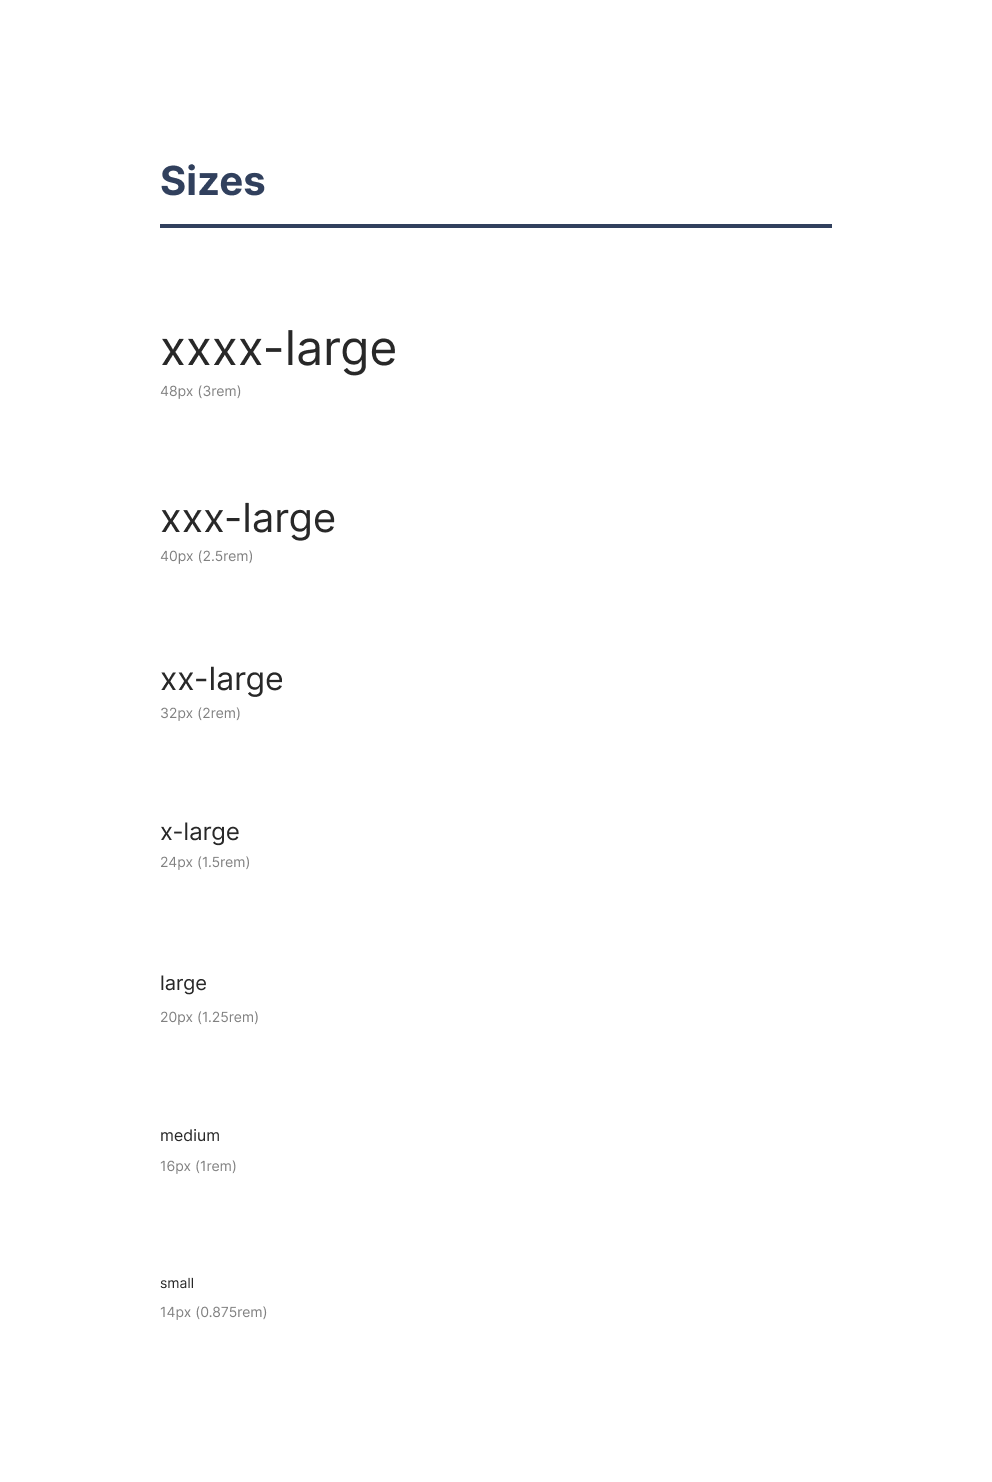 Sizes
xxxx-large
48px (3rem)
xxx-large
40px (2.5rem)
xx-large
32px (2rem)
x-large
24px (1.5rem)
large
20px (1.25rem)
medium
16px (1rem)
small
14px (0.875rem)